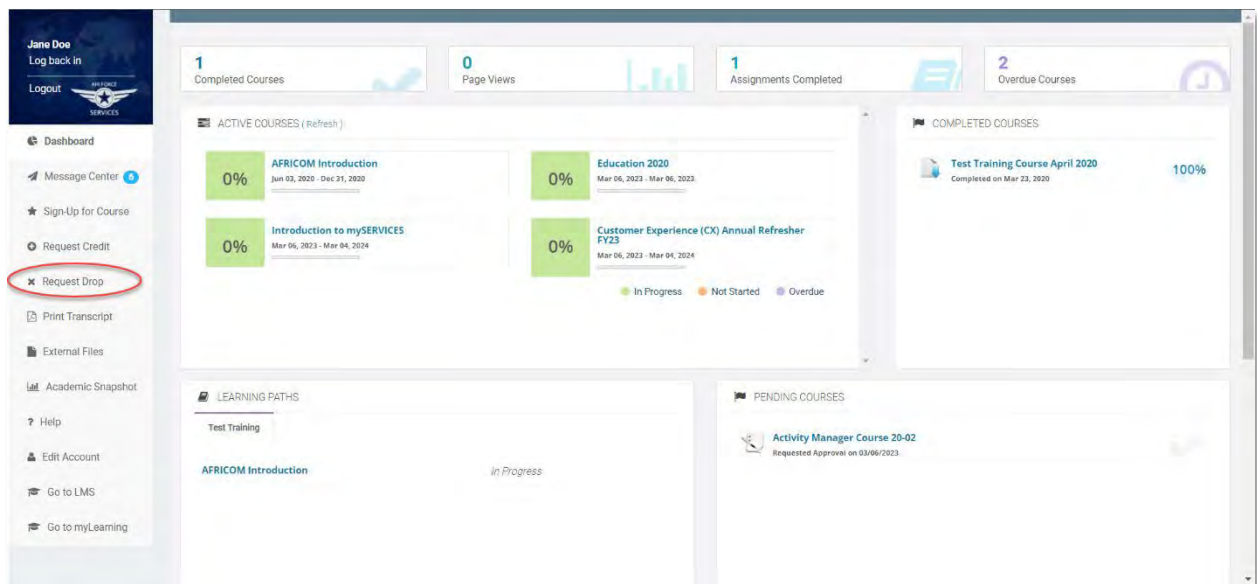 Jane Doe
Log back in
Logout
AIR FORCE
SERVICES
Dashboard
Message Center 5
Sign-Up for Course
Request Credit
Request Drop
Print Transcript
External Files
Academic Snapshot
? Help
Edit Account
Go to LMS
Go to myLearning
1
Completed Courses
0
Page Views
1
Assignments Completed
2
Overdue Courses
ACTIVE COURSES ( Refresh )
0%
AFRICOM Introduction
Jun 03, 2020 - Dec 31, 2020
0%
Education 2020
Mar 06, 2023 - Mar 06, 2023
0%
Introduction to mySERVICES
Mar 06, 2023 - Mar 04, 2024
0%
Customer Experience (CX) Annual Refresher
FY23
Mar 06, 2023 - Mar 04, 2024
In Progress Not Started Overdue
COMPLETED COURSES
Test Training Course April 2020
Completed on Mar 23, 2020
100%
LEARNING PATHS
Test Training
AFRICOM Introduction In Progress
PENDING COURSES
Activity Manager Course 20-02
Requested Approval on 03/06/2023